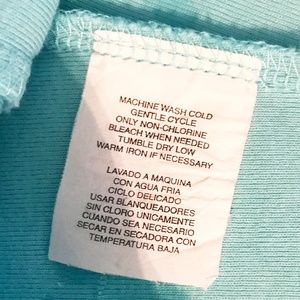 MACHINE WASH COLD
GENTLE CYCLE
ONLY NON-CHLORINE
BLEACH WHEN NEEDED
TUMBLE DRY LOW
WARM IRON IF NECESSARY
LAVADO A MAQUINA
CON AGUA FRIA
CICLO DELICADO
USAR BLANQUEADORES
SIN CLORO UNICAMENTE
CUANDO SEA NECESARIO
SECAR EN SECADORA CON
TEMPERATURA BAJA